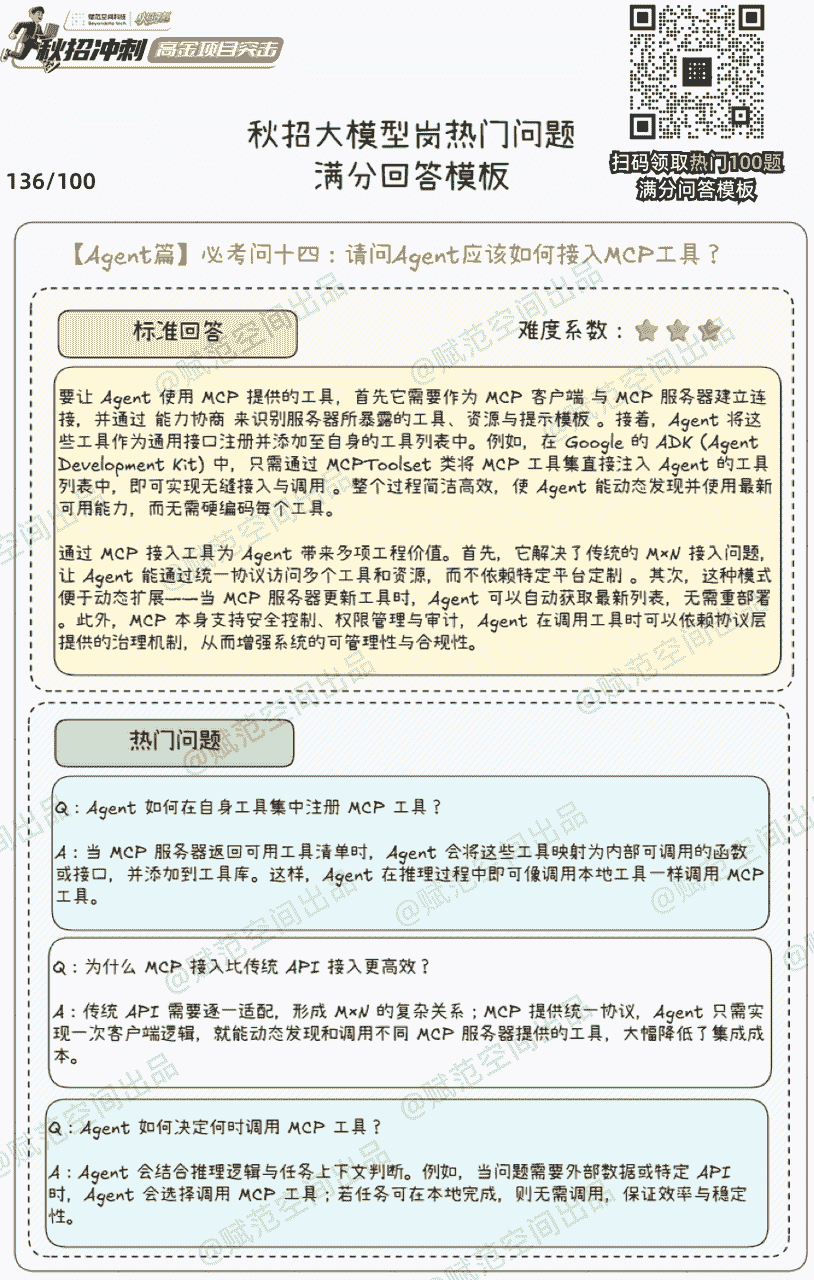 赋范空间科技
秋招冲刺 高金项目突击
秋招大模型岗热门问题
满分回答模板
136/100
扫码领取热门100题
满分问答模板
【Agent篇】必考问十四：请问Agent应该如何接入MCP工具？
标准回答
难度系数：
要让 Agent 使用 MCP 提供的工具，首先它需要作为 MCP 客户端 与 MCP 服务器建立连
接，并通过 能力协商 来识别服务器所暴露的工具、资源与提示模板 。接着，Agent 将这
些工具作为通用接口注册并添加至自身的工具列表中。例如，在 Google 的 ADK (Agent
Development Kit) 中，只需通过 MCPToolset 类将 MCP 工具集直接注入 Agent 的工具
列表中，即可实现无缝接入与调用 。整个过程简洁高效，使 Agent 能动态发现并使用最新
可用能力，而无需硬编码每个工具。
通过 MCP 接入工具为 Agent 带来多项工程价值。首先，它解决了传统的 M×N 接入问题，
让 Agent 能通过统一协议访问多个工具和资源，而不依赖特定平台定制 。其次，这种模式
便于动态扩展——当 MCP 服务器更新工具时，Agent 可以自动获取最新列表，无需重部署
。此外，MCP 本身支持安全控制、权限管理与审计，Agent 在调用工具时可以依赖协议层
提供的治理机制，从而增强系统的可管理性与合规性。
热门问题
Q：Agent 如何在自身工具集中注册 MCP 工具？
A：当 MCP 服务器返回可用工具清单时，Agent 会将这些工具映射为内部可调用的函数
或接口，并添加到工具库。这样，Agent 在推理过程中即可像调用本地工具一样调用 MCP
工具。
Q：为什么 MCP 接入比传统 API 接入更高效？
A：传统 API 需要逐一适配，形成 M×N 的复杂关系；MCP 提供统一协议，Agent 只需实
现一次客户端逻辑，就能动态发现和调用不同 MCP 服务器提供的工具，大幅降低了集成成
本。
Q：Agent 如何决定何时调用 MCP 工具？
A：Agent 会结合推理逻辑与任务上下文判断。例如，当问题需要外部数据或特定 API
时，Agent 会选择调用 MCP 工具；若任务可在本地完成，则无需调用，保证效率与稳定
性。
@赋范空间出品